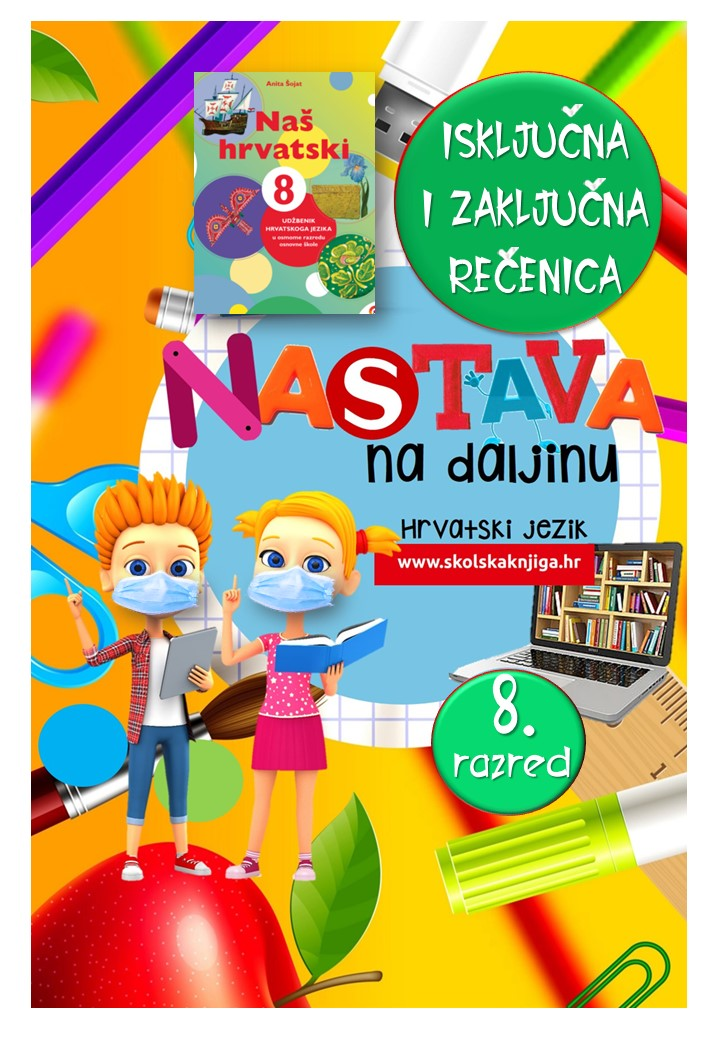 Anita Šojat
Naš
hrvatski
8
UDŽBENIK
HRVATSKOGA JEZIKA
u osmome razredu
osnovne škole
ISKLJUČNA
I ZAKLJUČNA
REČENICA
NASTAVA
na daljinu
Hrvatski jezik
www.skolskaknjiga.hr
8.
razred